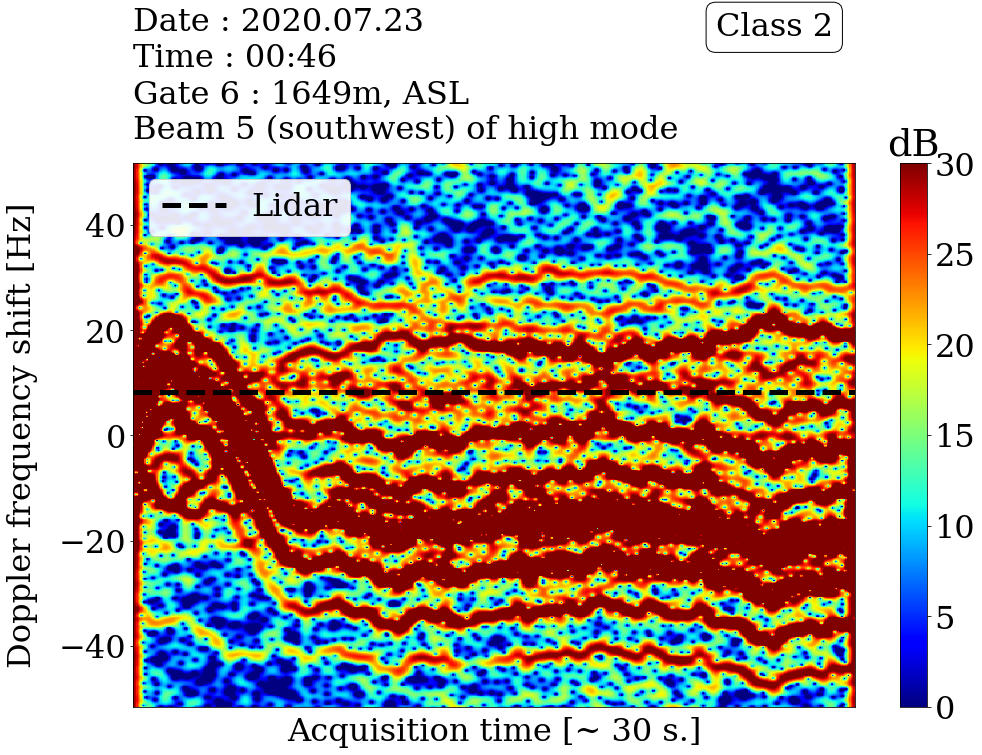 Date : 2020.07.23
Time : 00:46
Gate 6 : 1649m, ASL
Beam 5 (southwest) of high mode
Class 2
dB
Lidar
Doppler frequency shift [Hz]
40
20
0
−20
−40
30
25
20
15
10
5
0
Acquisition time [~ 30 s.]